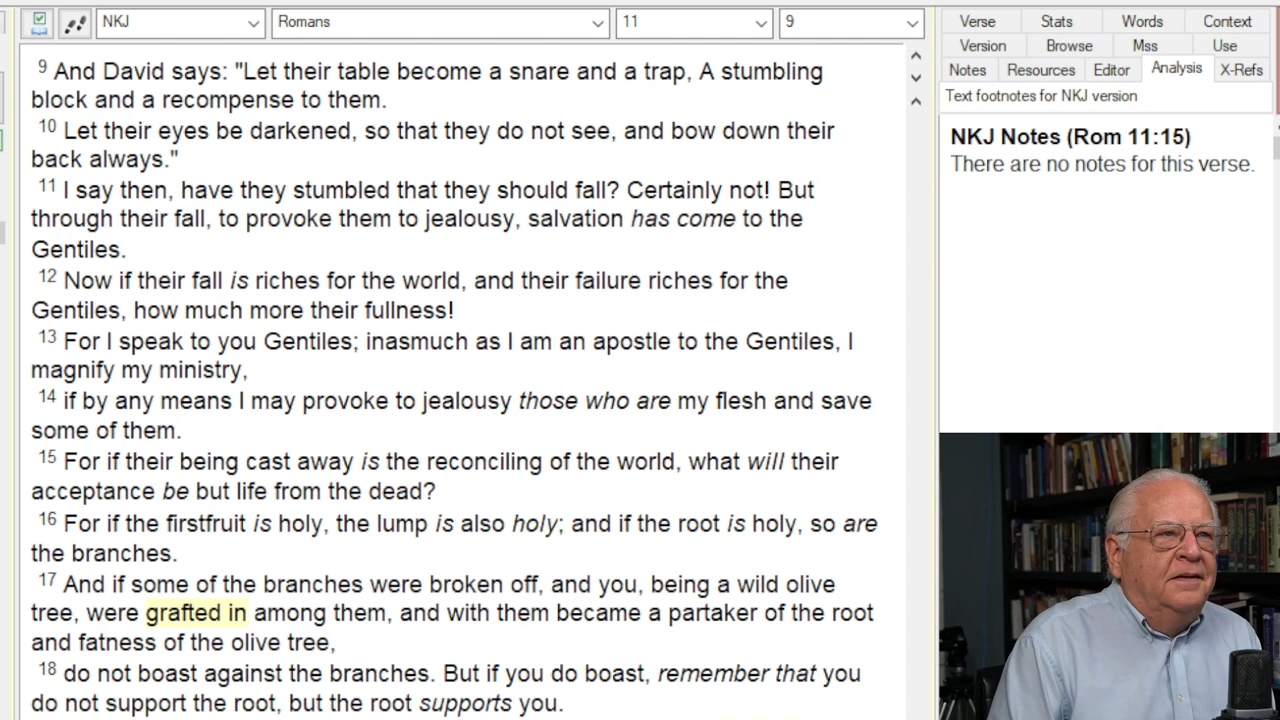 NKJ Romans 11 9
9 And David says: "Let their table become a snare and a trap, A stumbling
block and a recompense to them.
10 Let their eyes be darkened, so that they do not see, and bow down their
back always."
11 I say then, have they stumbled that they should fall? Certainly not! But
through their fall, to provoke them to jealousy, salvation has come to the
Gentiles.
12 Now if their fall is riches for the world, and their failure riches for the
Gentiles, how much more their fullness!
13 For I speak to you Gentiles; inasmuch as I am an apostle to the Gentiles, I
magnify my ministry,
14 if by any means I may provoke to jealousy those who are my flesh and save
some of them.
15 For if their being cast away is the reconciling of the world, what will their
acceptance be but life from the dead?
16 For if the firstfruit is holy, the lump is also holy; and if the root is holy, so are
the branches.
17 And if some of the branches were broken off, and you, being a wild olive
tree, were grafted in among them, and with them became a partaker of the root
and fatness of the olive tree,
18 do not boast against the branches. But if you do boast, remember that you
do not support the root, but the root supports you.
Verse Stats Words Context
Version Browse Mss Use
Notes Resources Editor Analysis X-Refs
Text footnotes for NKJ version
NKJ Notes (Rom 11:15)
There are no notes for this verse.